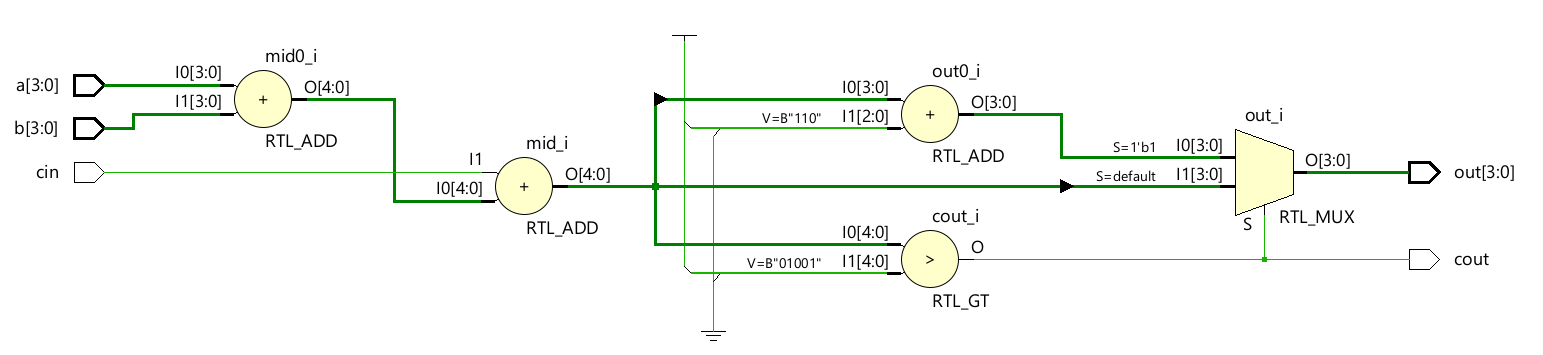 mid0_i
a[3:0]
I0[3:0]
I1[3:0]
+
O[4:0]
b[3:0]
RTL_ADD
cin
I1
I0[4:0]
mid_i
+
O[4:0]
RTL_ADD
out0_i
I0[3:0]
V=B"110"
I1[2:0]
+
O[3:0]
RTL_ADD
cout_i
I0[4:0]
V=B"01001"
I1[4:0]
>
O
RTL_GT
out_i
S=1'b1
I0[3:0]
S=default
I1[3:0]
O[3:0]
S
RTL_MUX
out[3:0]
cout